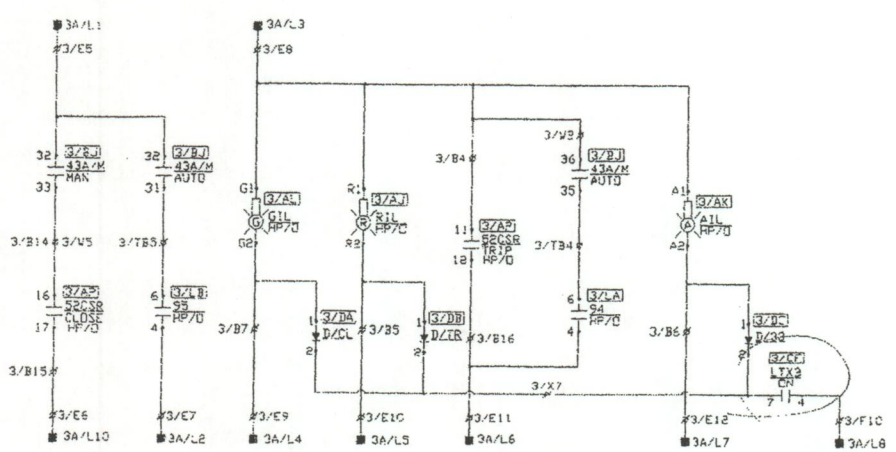 3A/L1
3A/L3
3/E5
3/E8
3/W9
32 3/BJ
43A/M
MAN
33
32 3/BJ
43A/M
AUTO
31
3/B4
36 3/BJ
43A/M
AUTO
35
G1 3/AL
GIL
G HP/O
G2
R1 3/AJ
RIL
R HP/O
R2
A1 3/AK
AIL
A HP/O
A2
11 3/AP
52CSR
TRIP
12 HP/O
3/B14 3/W5
3/TB3
3/TB4
16 3/AP
52CSR
CLOSE
17 HP/O
6 3/LB
95
HP/O
4
6 3/LA
94
HP/O
4
3/B7
1 3/DA
D/CL
2
3/B5
1 3/DB
D/TR
2
3/B16
3/B6
1 3/DC
2
3/CF
LTX3
ON
7 4
3/B15
3/X7
3/E6
3/E7
3/E9
3/E10
3/E11
3/E12
3/F10
3A/L10
3A/L2
3A/L4
3A/L5
3A/L6
3A/L7
3A/L8